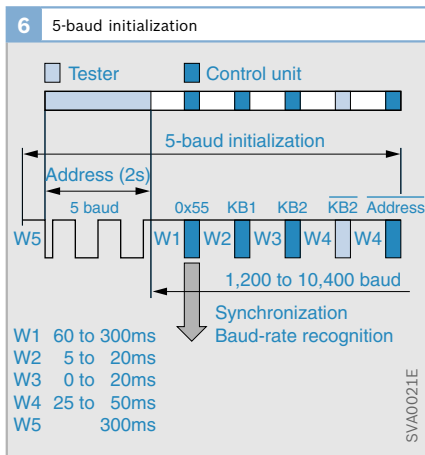 6 5-baud initialization
Tester Control unit
5-baud initialization
Address (2s)
5 baud 0x55 KB1 KB2 KB2 Address
W5 W1 W2 W3 W4 W4
1,200 to 10,400 baud
Synchronization
Baud-rate recognition
W1 60 to 300ms
W2 5 to 20ms
W3 0 to 20ms
W4 25 to 50ms
W5 300ms
SVA0021E